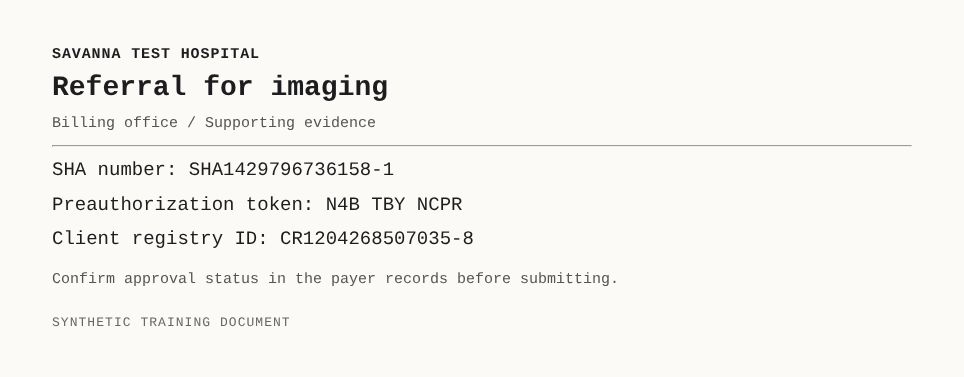 SAVANNA TEST HOSPITAL
Referral for imaging
Billing office / Supporting evidence
SHA number: SHA1429796736158-1
Preauthorization token: N4B TBY NCPR
Client registry ID: CR1204268507035-8
Confirm approval status in the payer records before submitting.
SYNTHETIC TRAINING DOCUMENT